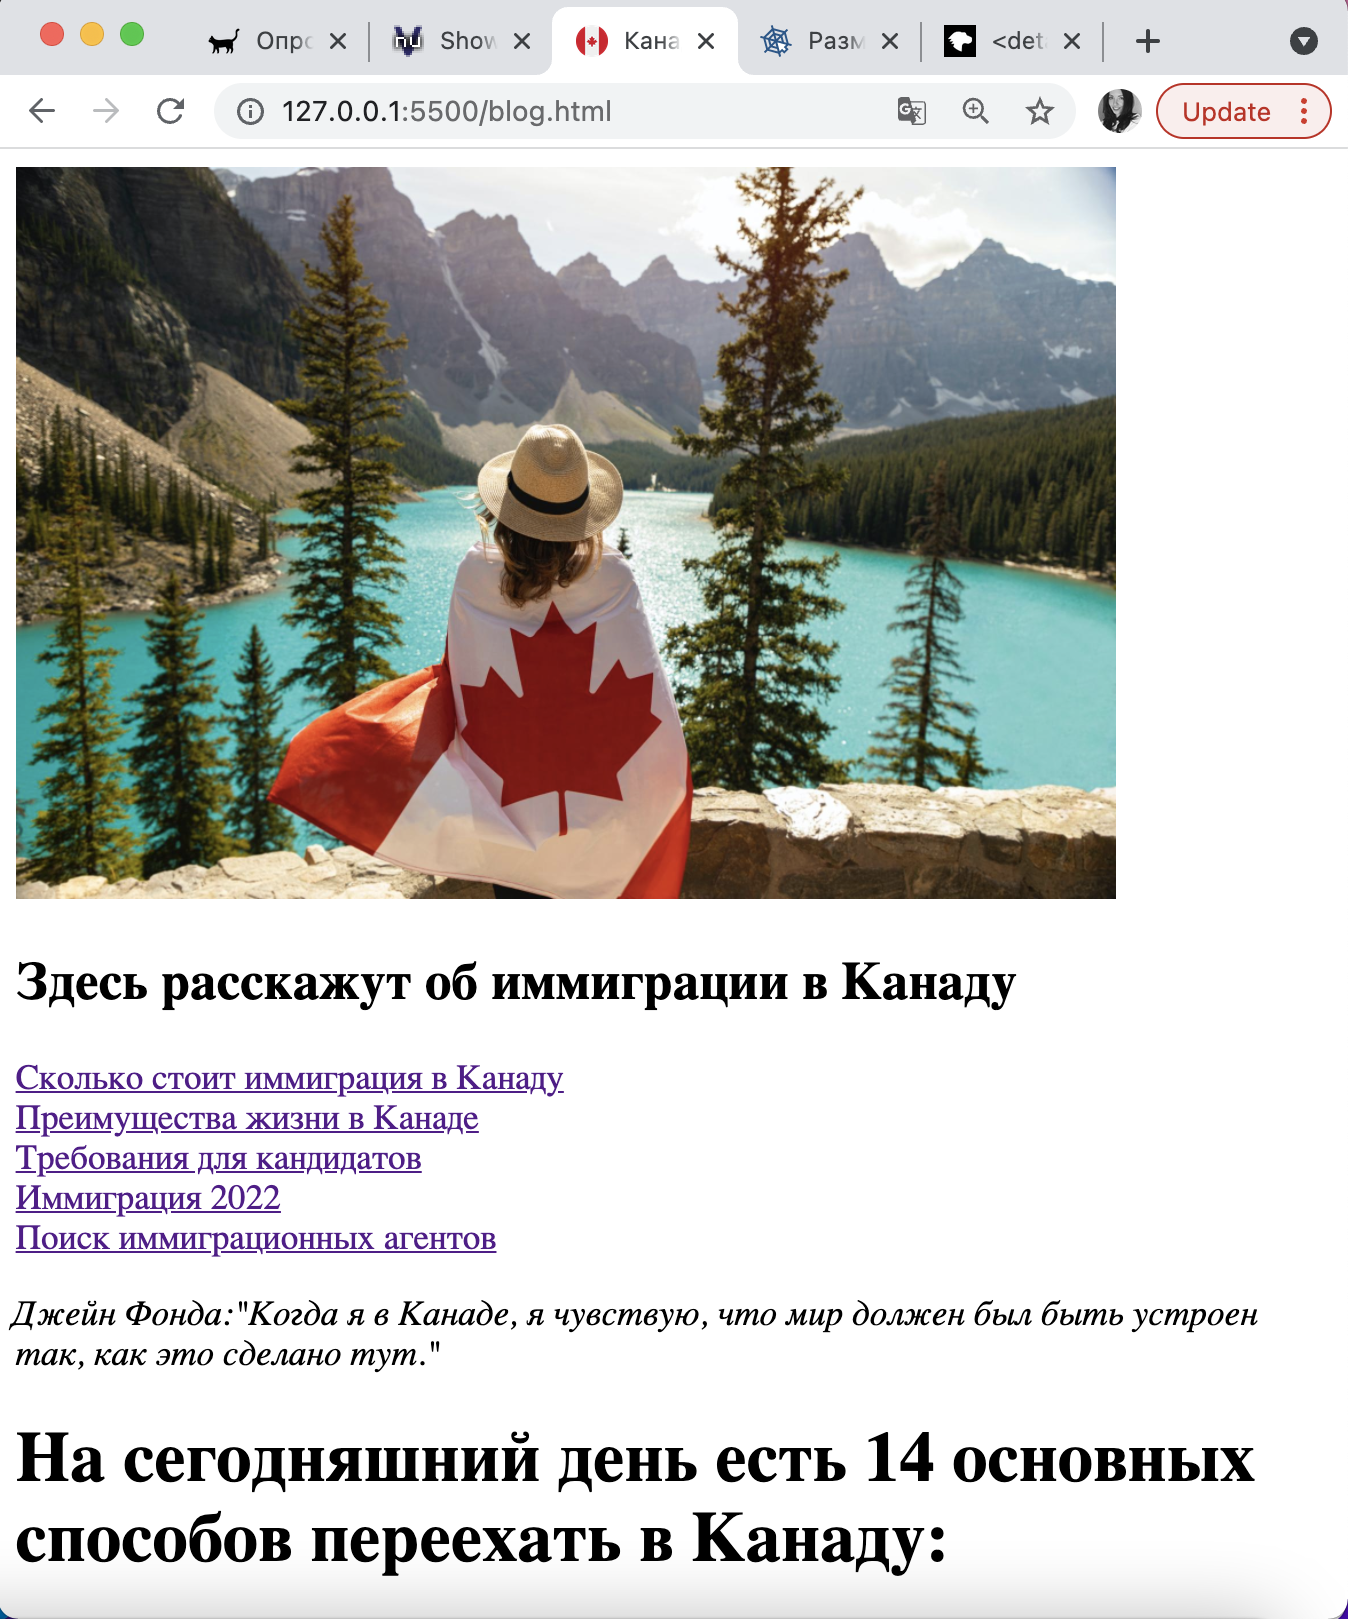 Опро
Show
Кана
Разм
<det
127.0.0.1:5500/blog.html
Update
Здесь расскажут об иммиграции в Канаду
Сколько стоит иммиграция в Канаду
Преимущества жизни в Канаде
Требования для кандидатов
Иммиграция 2022
Поиск иммиграционных агентов
Джейн Фонда:"Когда я в Канаде, я чувствую, что мир должен был быть устроен
так, как это сделано тут."
На сегодняшний день есть 14 основных
способов переехать в Канаду: